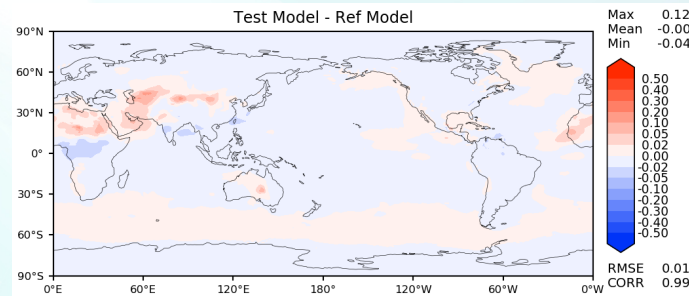 Test Model - Ref Model
Max 0.12
Mean -0.00
Min -0.04
90°N
60°N
30°N
0°
30°S
60°S
90°S
0°E 60°E 120°E 180° 120°W 60°W 0°W
0.50
0.40
0.30
0.20
0.10
0.05
0.02
0.00
-0.02
-0.05
-0.10
-0.20
-0.30
-0.40
-0.50
RMSE 0.01
CORR 0.99